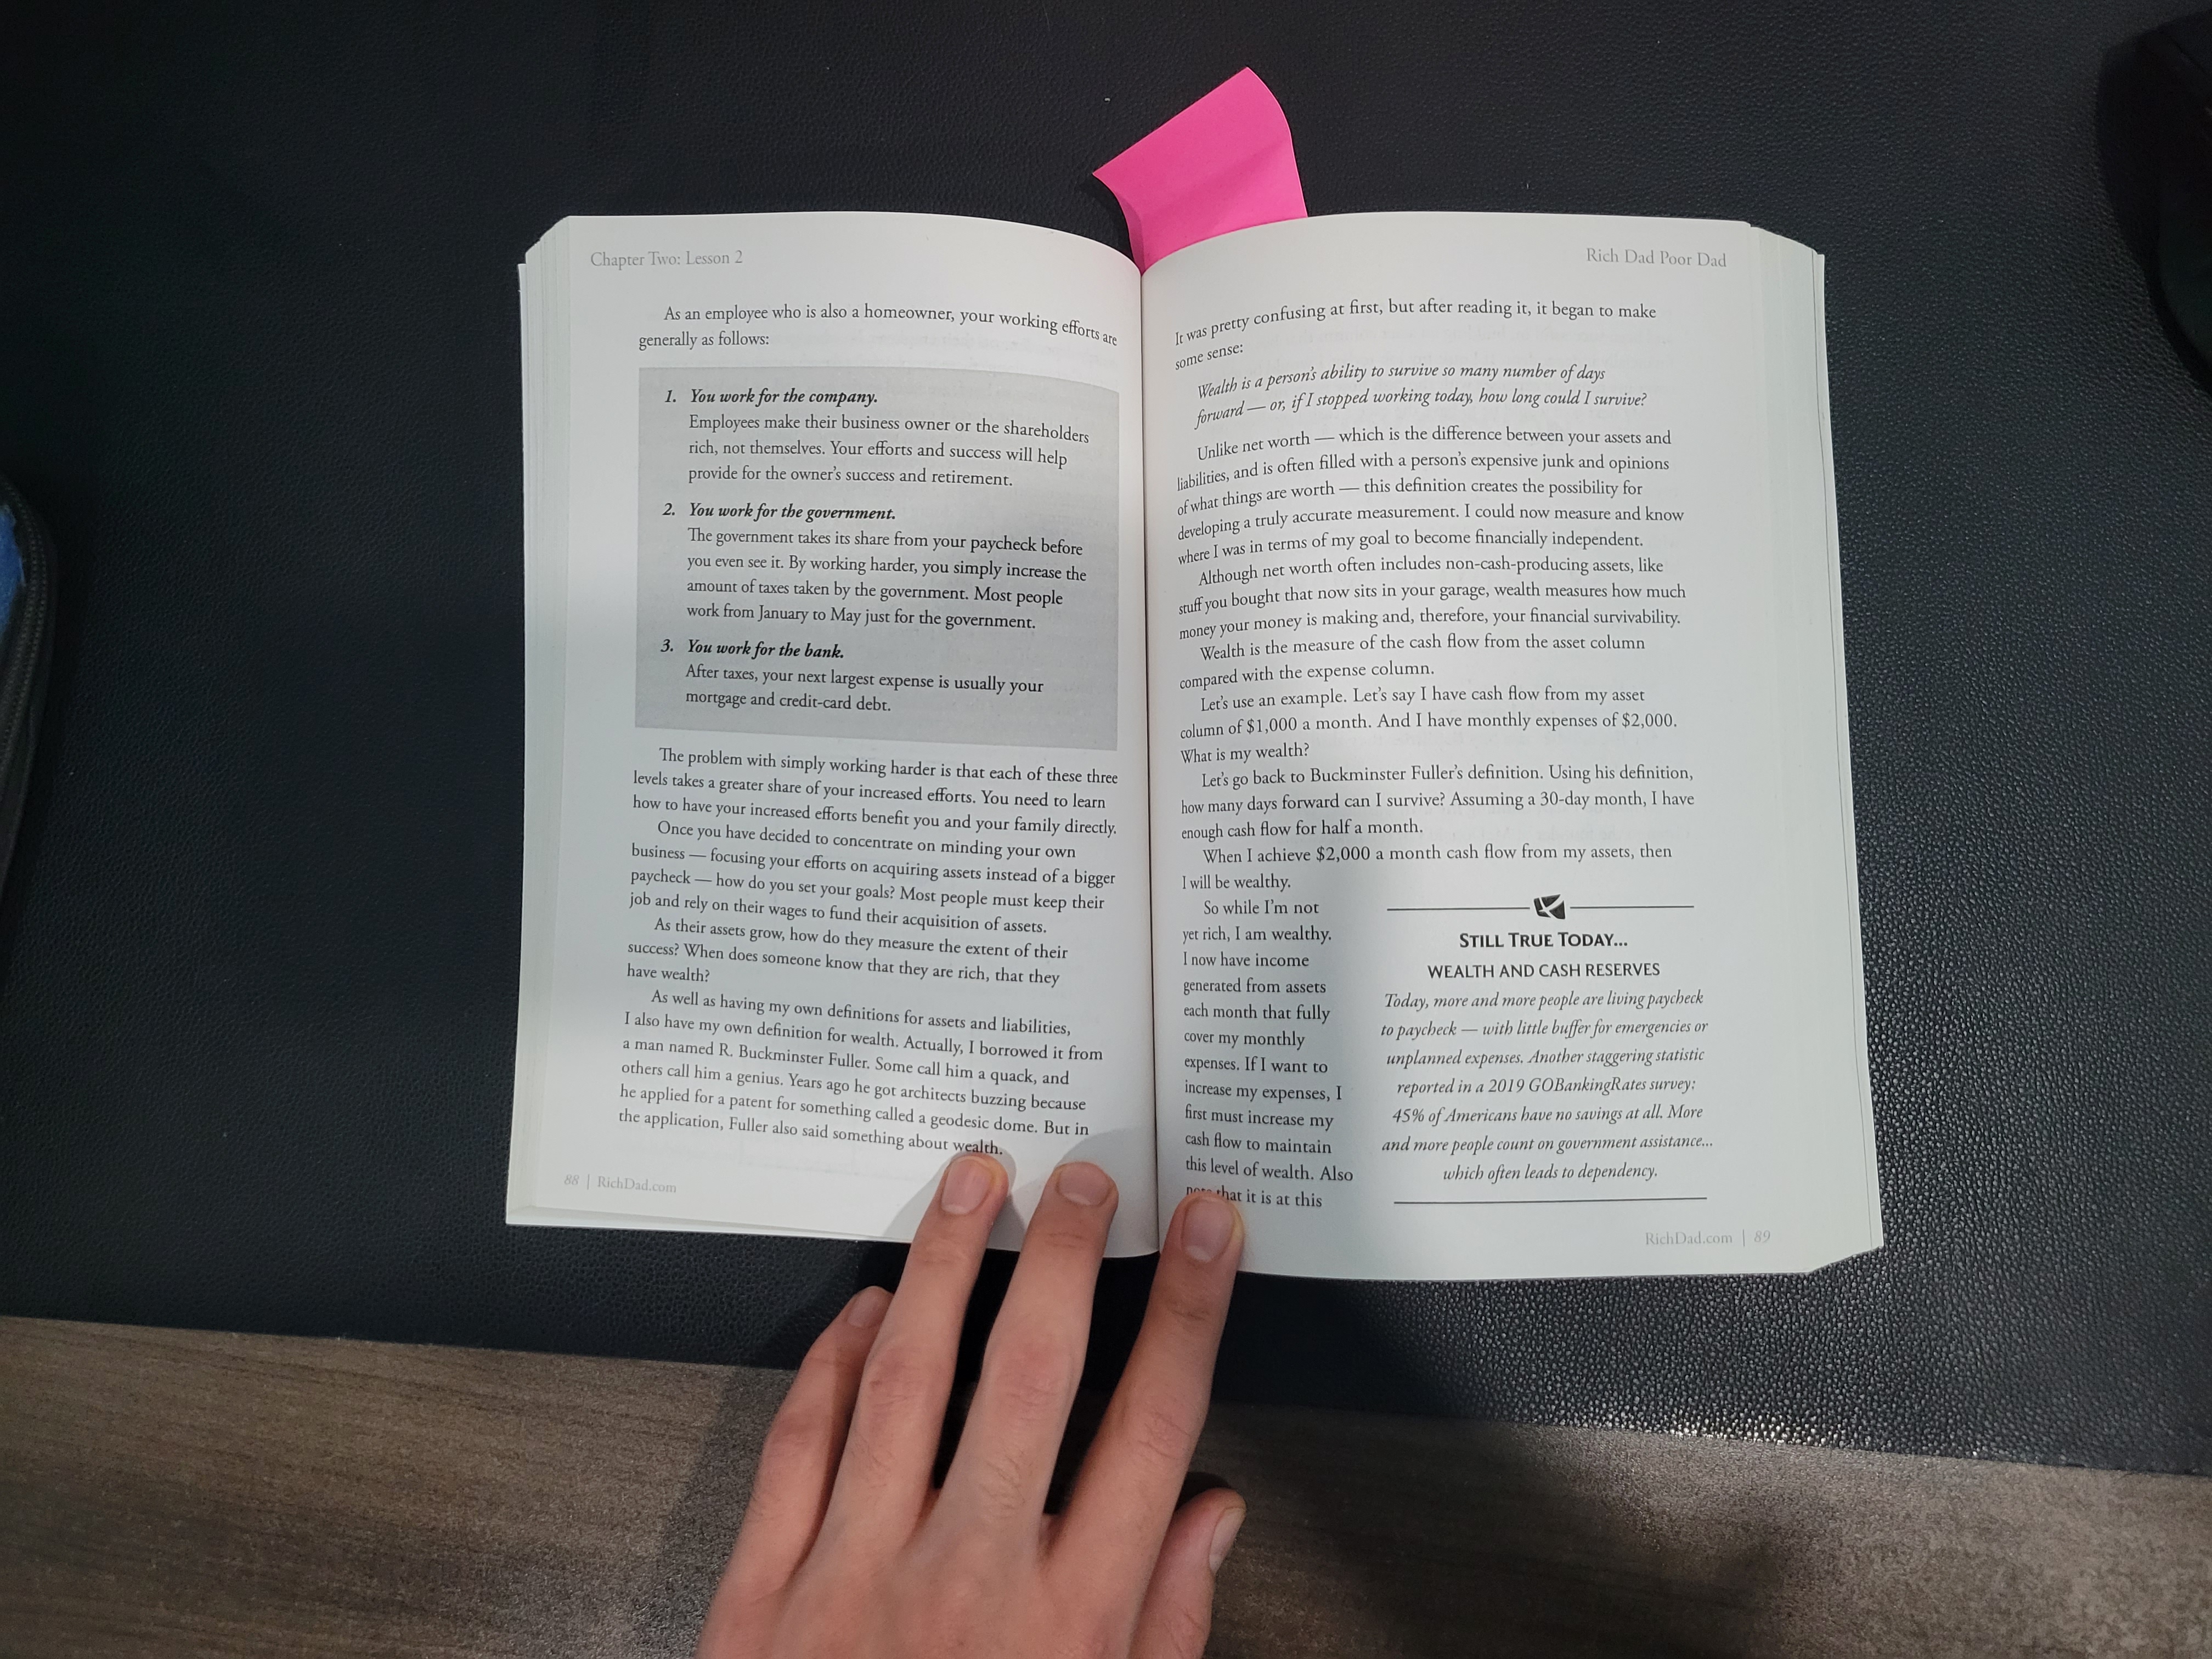 Chapter Two: Lesson 2
As an employee who is also a homeowner, your working efforts are
generally as follows:
1. You work for the company.
Employees make their business owner or the shareholders
rich, not themselves. Your efforts and success will help
provide for the owner's success and retirement.
2. You work for the government.
The government takes its share from your paycheck before
you even see it. By working harder, you simply increase the
amount of taxes taken by the government. Most people
work from January to May just for the government.
3. You work for the bank.
After taxes, your next largest expense is usually your
mortgage and credit-card debt.
The problem with simply working harder is that each of these three
levels takes a greater share of your increased efforts. You need to learn
how to have your increased efforts benefit you and your family directly.
Once you have decided to concentrate on minding your own
business — focusing your efforts on acquiring assets instead of a bigger
paycheck — how do you set your goals? Most people must keep their
job and rely on their wages to fund their acquisition of assets.
As their assets grow, how do they measure the extent of their
success? When does someone know that they are rich, that they
have wealth?
As well as having my own definitions for assets and liabilities,
I also have my own definition for wealth. Actually, I borrowed it from
a man named R. Buckminster Fuller. Some call him a quack, and
others call him a genius. Years ago he got architects buzzing because
he applied for a patent for something called a geodesic dome. But in
the application, Fuller also said something about wealth.
88 | RichDad.com
Rich Dad Poor Dad
It was pretty confusing at first, but after reading it, it began to make
some sense:
Wealth is a person's ability to survive so many number of days
forward — or, if I stopped working today, how long could I survive?
Unlike net worth — which is the difference between your assets and
liabilities, and is often filled with a person's expensive junk and opinions
of what things are worth — this definition creates the possibility for
developing a truly accurate measurement. I could now measure and know
where I was in terms of my goal to become financially independent.
Although net worth often includes non-cash-producing assets, like
stuff you bought that now sits in your garage, wealth measures how much
money your money is making and, therefore, your financial survivability.
Wealth is the measure of the cash flow from the asset column
compared with the expense column.
Let's use an example. Let's say I have cash flow from my asset
column of $1,000 a month. And I have monthly expenses of $2,000.
What is my wealth?
Let's go back to Buckminster Fuller's definition. Using his definition,
how many days forward can I survive? Assuming a 30-day month, I have
enough cash flow for half a month.
When I achieve $2,000 a month cash flow from my assets, then
I will be wealthy.
So while I'm not
yet rich, I am wealthy.
I now have income
generated from assets
each month that fully
cover my monthly
expenses. If I want to
increase my expenses, I
first must increase my
cash flow to maintain
this level of wealth. Also
that it is at this
STILL TRUE TODAY...
WEALTH AND CASH RESERVES
Today, more and more people are living paycheck
to paycheck — with little buffer for emergencies or
unplanned expenses. Another staggering statistic
reported in a 2019 GOBankingRates survey:
45% of Americans have no savings at all. More
and more people count on government assistance...
which often leads to dependency.
RichDad.com | 89